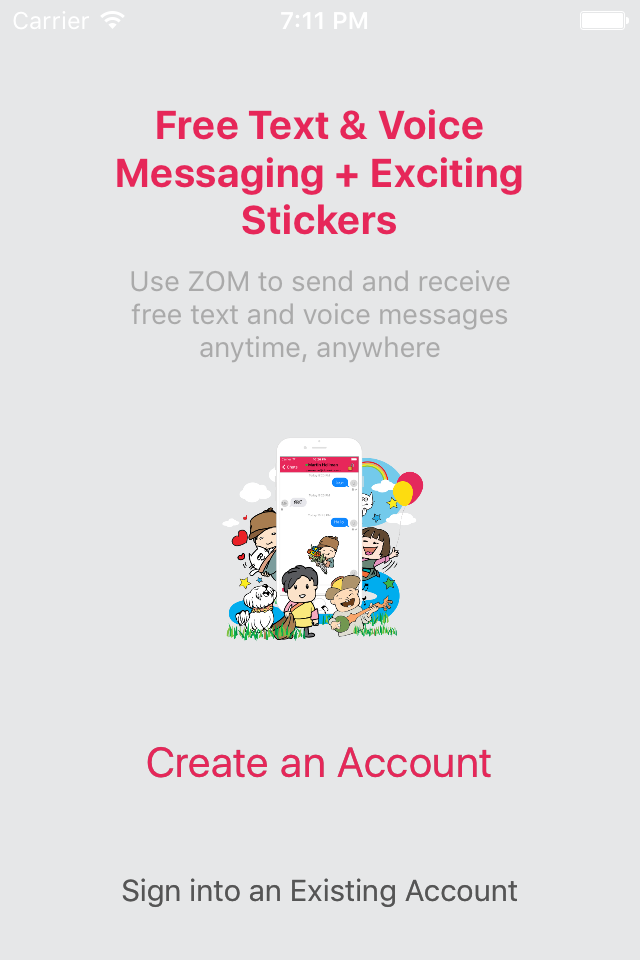 Carrier 7:11 PM
Free Text & Voice
Messaging + Exciting
Stickers
Use ZOM to send and receive
free text and voice messages
anytime, anywhere
Create an Account
Sign into an Existing Account